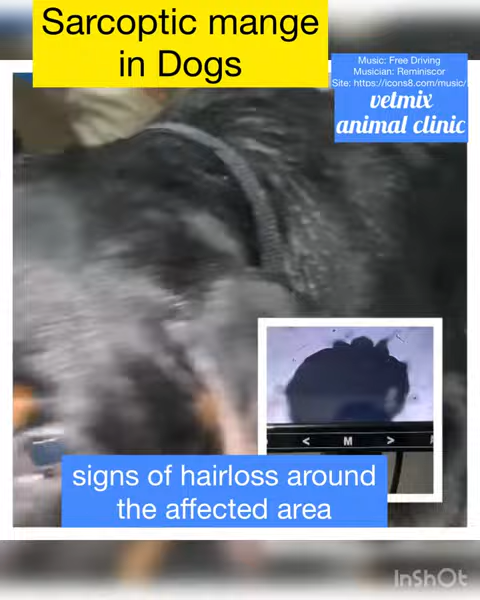 Sarcoptic mange
in Dogs
Music: Free Driving
Musician: Reminiscor
Site: https://icons8.com/music/
vetmix
animal clinic
< M >
signs of hairloss around
the affected area
InShOt